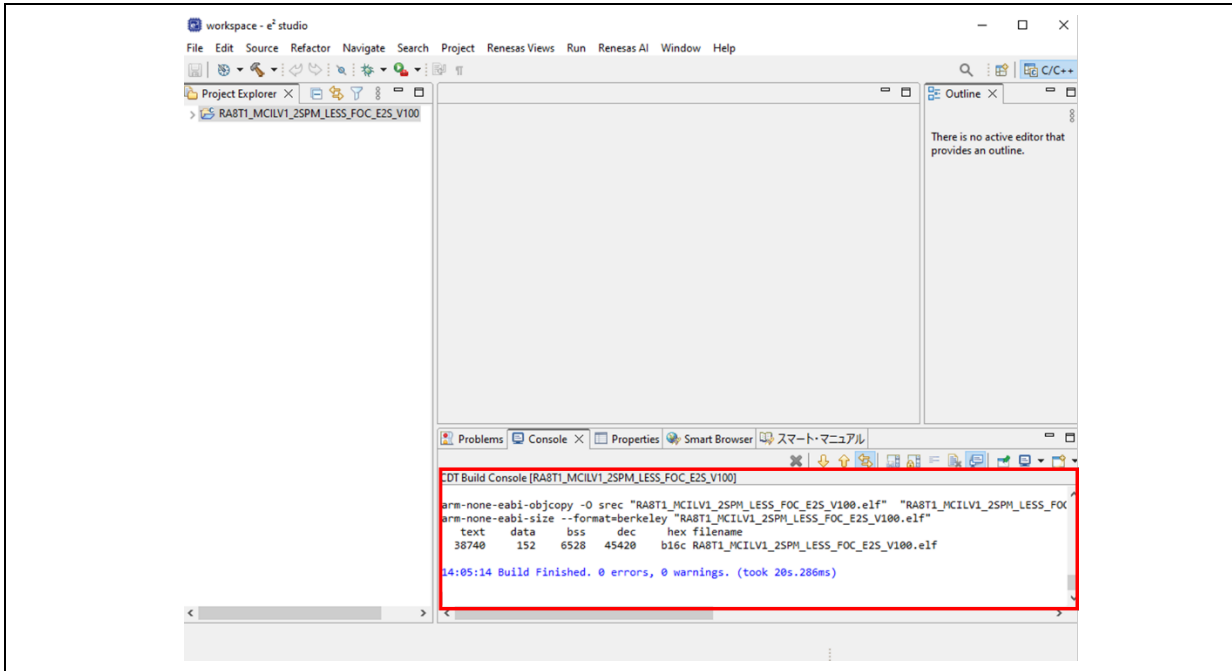 workspace - e² studio
File Edit Source Refactor Navigate Search Project Renesas Views Run Renesas AI Window Help
C/C++
Project Explorer
RA8T1_MCILV1_2SPM_LESS_FOC_E2S_V100
Outline
There is no active editor that
provides an outline.
Problems Console Properties Smart Browser スマート・マニュアル
CDT Build Console [RA8T1_MCILV1_2SPM_LESS_FOC_E2S_V100]
arm-none-eabi-objcopy -O srec "RA8T1_MCILV1_2SPM_LESS_FOC_E2S_V100.elf" "RA8T1_MCILV1_2SPM_LESS_FOC
arm-none-eabi-size --format=berkeley "RA8T1_MCILV1_2SPM_LESS_FOC_E2S_V100.elf"
text data bss dec hex filename
38740 152 6528 45420 b16c RA8T1_MCILV1_2SPM_LESS_FOC_E2S_V100.elf
14:05:14 Build Finished. 0 errors, 0 warnings. (took 20s.286ms)